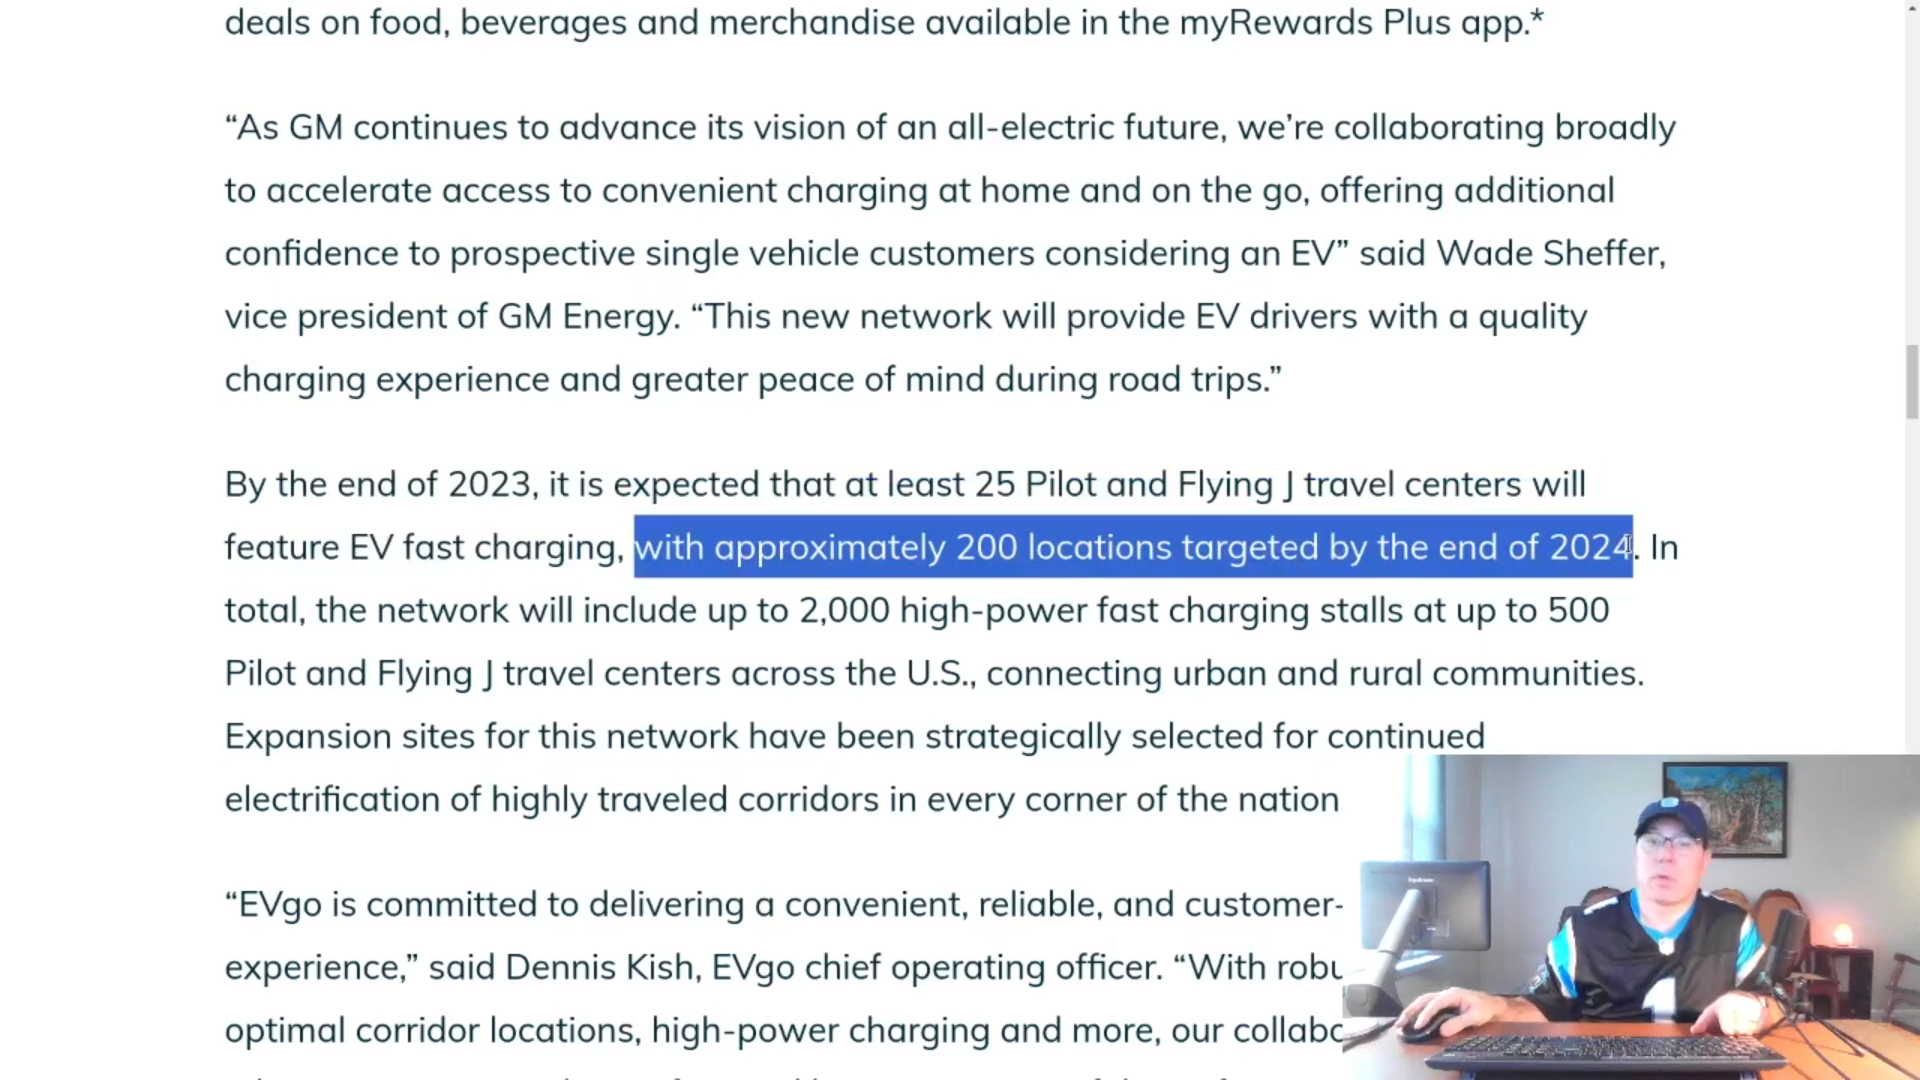 deals on food, beverages and merchandise available in the myRewards Plus app.*
“As GM continues to advance its vision of an all-electric future, we’re collaborating broadly
to accelerate access to convenient charging at home and on the go, offering additional
confidence to prospective single vehicle customers considering an EV” said Wade Sheffer,
vice president of GM Energy. “This new network will provide EV drivers with a quality
charging experience and greater peace of mind during road trips.”
By the end of 2023, it is expected that at least 25 Pilot and Flying J travel centers will
feature EV fast charging, with approximately 200 locations targeted by the end of 2024. In
total, the network will include up to 2,000 high-power fast charging stalls at up to 500
Pilot and Flying J travel centers across the U.S., connecting urban and rural communities.
Expansion sites for this network have been strategically selected for continued
electrification of highly traveled corridors in every corner of the nation
“EVgo is committed to delivering a convenient, reliable, and customer-
experience,” said Dennis Kish, EVgo chief operating officer. “With robu
optimal corridor locations, high-power charging and more, our collabo